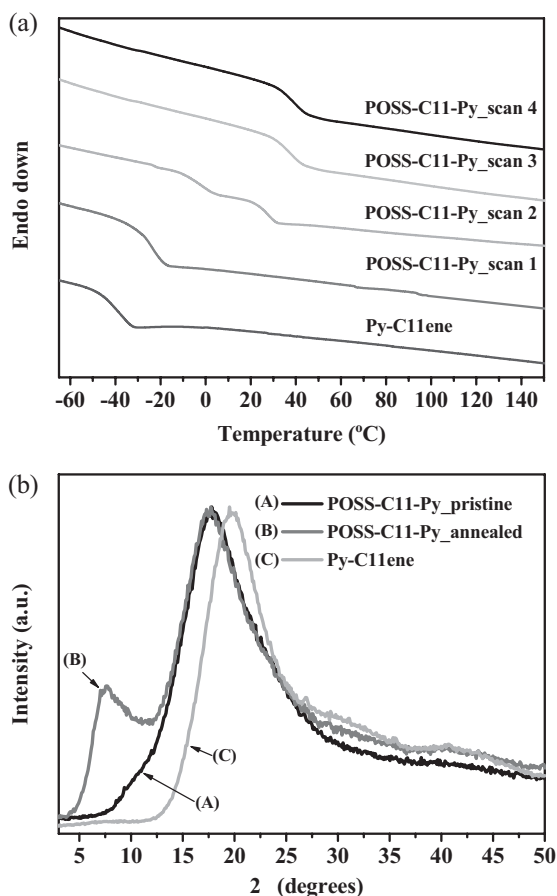 (a)
Endo down
POSS-C11-Py_scan 4
POSS-C11-Py_scan 3
POSS-C11-Py_scan 2
POSS-C11-Py_scan 1
Py-C11ene
-60 -40 -20 0 20 40 60 80 100 120 140
Temperature (ºC)
(b)
Intensity (a.u.)
(A) POSS-C11-Py_pristine
(B) POSS-C11-Py_annealed
(C) Py-C11ene
(B)
(C)
(A)
5 10 15 20 25 30 35 40 45 50
2 (degrees)